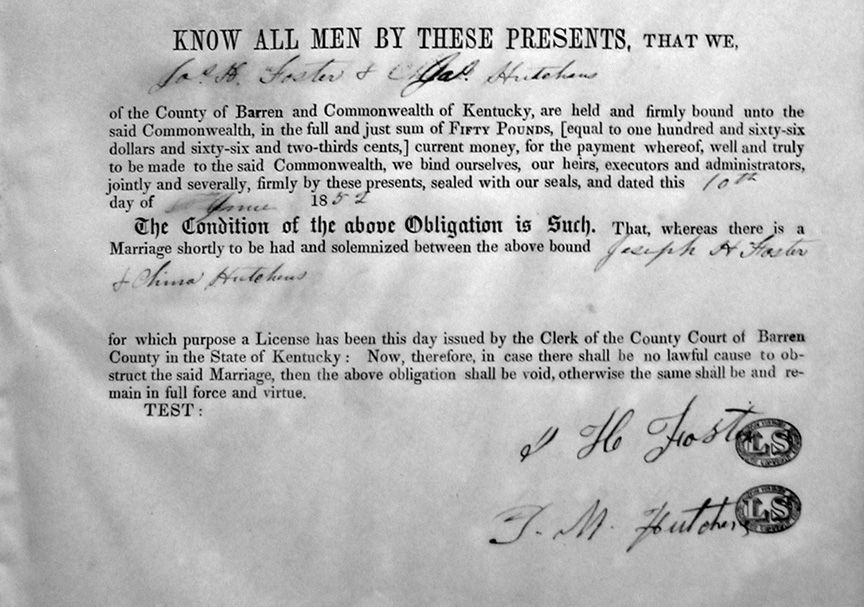 KNOW ALL MEN BY THESE PRESENTS, THAT WE,
Jos. H. Foster & Hutchens
of the County of Barren and Commonwealth of Kentucky, are held and firmly bound unto the
said Commonwealth, in the full and just sum of FIFTY POUNDS, [equal to one hundred and sixty-six
dollars and sixty-six and two-thirds cents,] current money, for the payment whereof, well and truly
to be made to the said Commonwealth, we bind ourselves, our heirs, executors and administrators,
jointly and severally, firmly by these presents, sealed with our seals, and dated this 10th
day of June 1852
The Condition of the above Obligation is Such. That, whereas there is a
Marriage shortly to be had and solemnized between the above bound Joseph H Foster
& China Hutchens
for which purpose a License has been this day issued by the Clerk of the County Court of Barren
County in the State of Kentucky: Now, therefore, in case there shall be no lawful cause to ob-
struct the said Marriage, then the above obligation shall be void, otherwise the same shall be and re-
main in full force and virtue.
TEST:
J H Foster LS
T. M. Hutchens LS